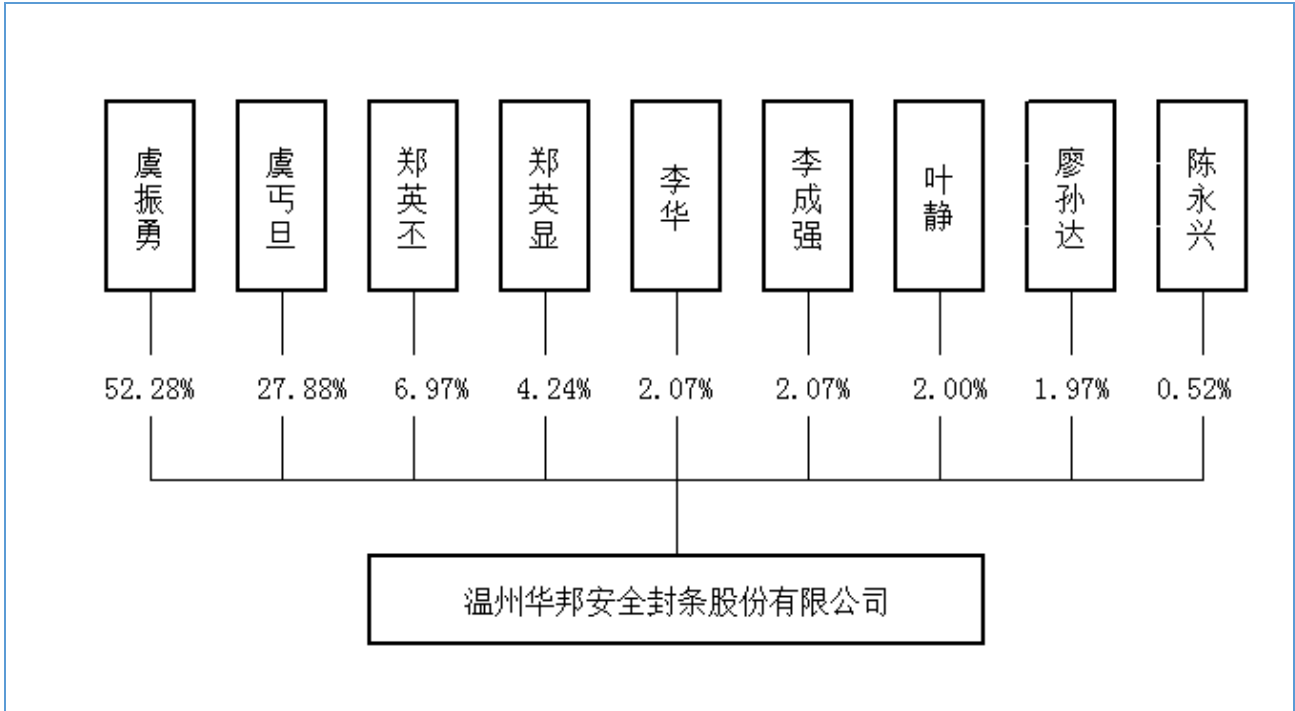 虞振勇
虞丐旦
郑英丕
郑英显
李华
李成强
叶静
廖孙达
陈永兴
52.28%
27.88%
6.97%
4.24%
2.07%
2.07%
2.00%
1.97%
0.52%
温州华邦安全封条股份有限公司